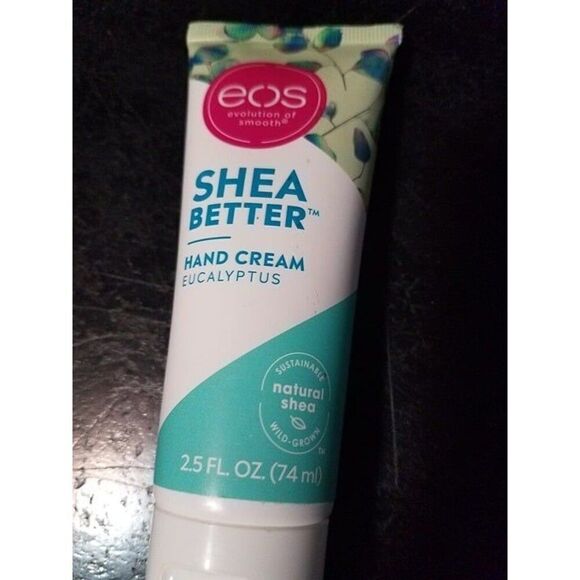 eos
evolution of
smooth®
SHEA
BETTER™
HAND CREAM
EUCALYPTUS
SUSTAINABLE
natural
shea
WILD-GROWN
TM
2.5 FL. OZ. (74 ml)